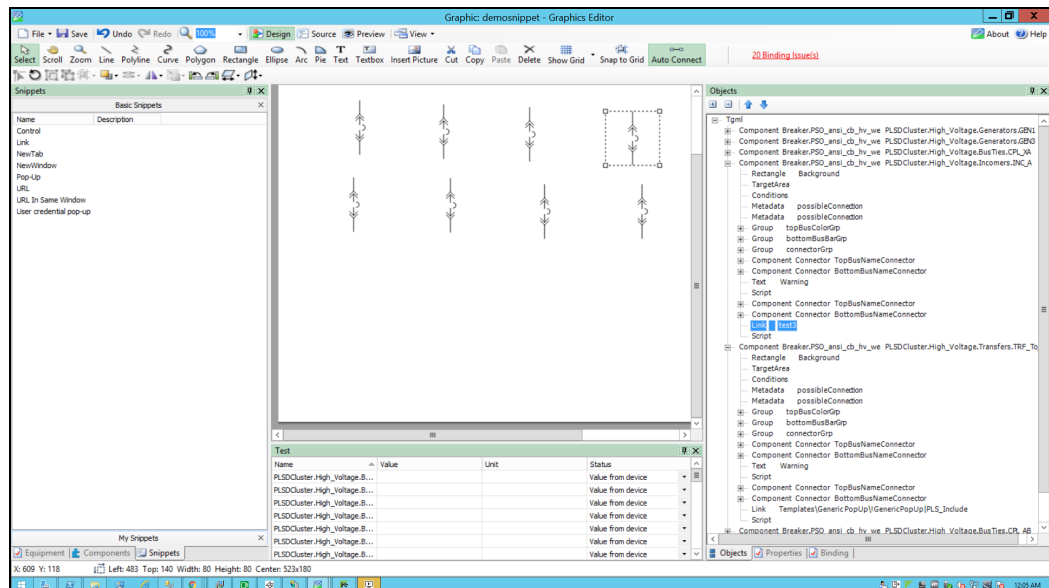 Graphic: demosnippet - Graphics Editor
File Save Undo Redo 100% Design Source Preview View About Help
Select Scroll Zoom Line Polyline Curve Polygon Rectangle Ellipse Arc Pie Text Textbox Insert Picture Cut Copy Paste Delete Show Grid Snap to Grid Auto Connect
20 Binding Issue(s)
Snippets
Basic Snippets
Name Description
Control
Link
NewTab
NewWindow
Pop-Up
URL
URL In Same Window
User credential pop-up
My Snippets
Equipment Components Snippets
Test
Name Value Unit Status
PLSDCluster.High_Voltage.B... Value from device
PLSDCluster.High_Voltage.B... Value from device
PLSDCluster.High_Voltage.B... Value from device
PLSDCluster.High_Voltage.B... Value from device
PLSDCluster.High_Voltage.B... Value from device
PLSDCluster.High_Voltage.B... Value from device
PLSDCluster.High_Voltage.B... Value from device
Objects
Tgml
Component Breaker.PSO_ansi_cb_hv_we PLSDCluster.High_Voltage.Generators.GEN1
Component Breaker.PSO_ansi_cb_hv_we PLSDCluster.High_Voltage.Generators.GEN3
Component Breaker.PSO_ansi_cb_hv_we PLSDCluster.High_Voltage.BusTies.CPL_XA
Component Breaker.PSO_ansi_cb_hv_we PLSDCluster.High_Voltage.Incomers.INC_A
Rectangle Background
TargetArea
Conditions
Metadata possibleConnection
Metadata possibleConnection
Group topBusColorGrp
Group bottomBusBarGrp
Group connectorGrp
Component Connector TopBusNameConnector
Component Connector BottomBusNameConnector
Text Warning
Script
Component Connector TopBusNameConnector
Component Connector BottomBusNameConnector
Link test3
Script
Component Breaker.PSO_ansi_cb_hv_we PLSDCluster.High_Voltage.Transfers.TRF_To
Rectangle Background
TargetArea
Conditions
Metadata possibleConnection
Metadata possibleConnection
Group topBusColorGrp
Group bottomBusBarGrp
Group connectorGrp
Component Connector TopBusNameConnector
Component Connector BottomBusNameConnector
Text Warning
Script
Component Connector TopBusNameConnector
Component Connector BottomBusNameConnector
Link Templates\GenericPopUp\!GenericPopUp|PLS_Include
Script
Component Breaker.PSO_ansi_cb_hv_we PLSDCluster.High_Voltage.BusTies.CPL_AB
Objects Properties Binding
X: 609 Y: 118 Left: 483 Top: 140 Width: 80 Height: 80 Center: 523x180
12:05 AM